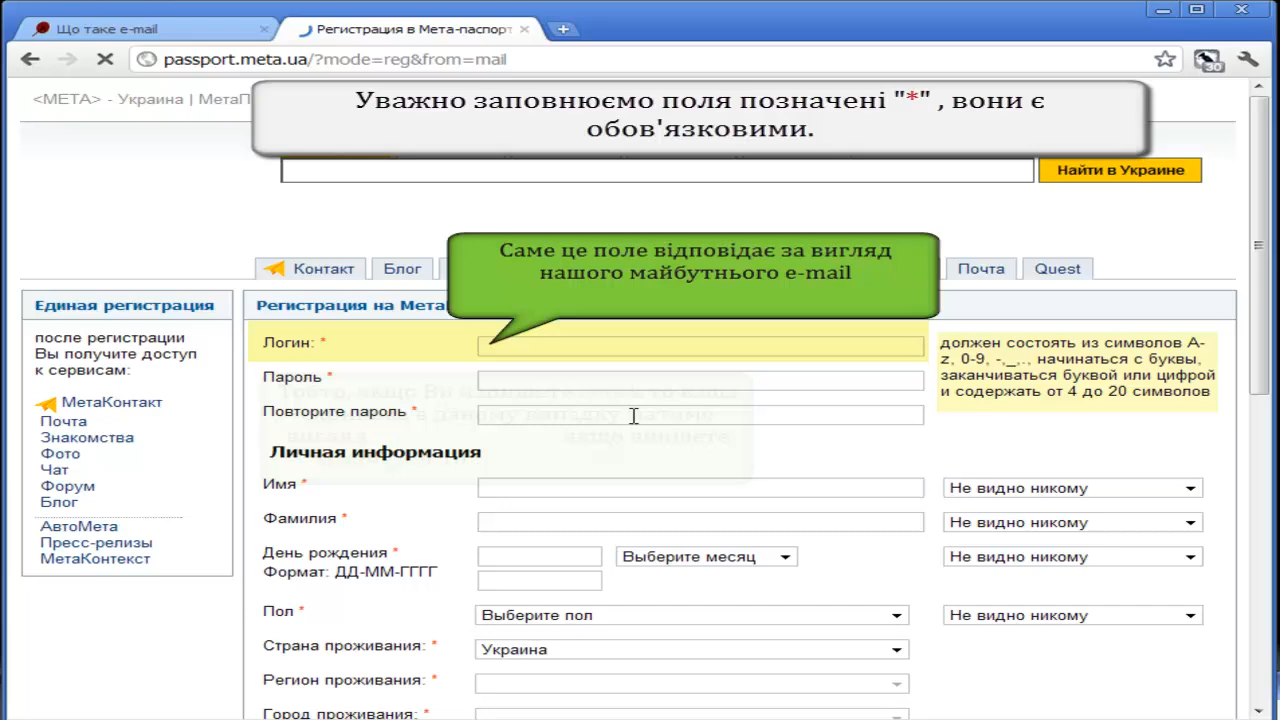 Що таке e-mail
Регистрация в Мета-паспорт
passport.meta.ua/?mode=reg&from=mail
30
<META> - Украина | МетаП
Уважно заповнюємо поля позначені "*" , вони є
обов'язковими.
Найти в Украине
Саме це поле відповідає за вигляд
нашого майбутнього e-mail
Контакт
Блог
Почта
Quest
Единая регистрация
после регистрации
Вы получите доступ
к сервисам:
МетаКонтакт
Почта
Знакомства
Фото
Чат
Форум
Блог
АвтоМета
Пресс-релизы
МетаКонтекст
Регистрация на Мета
Логин: *
должен состоять из символов A-
z, 0-9, -,_,., начинаться с буквы,
заканчиваться буквой или цифрой
и содержать от 4 до 20 символов
Пароль *
Повторите пароль *
Личная информация
Имя *
Не видно никому
Фамилия *
Не видно никому
День рождения *
Формат: ДД-ММ-ГГГГ
Выберите месяц
Не видно никому
Пол *
Выберите пол
Не видно никому
Страна проживания: *
Украина
Регион проживания: *
Город проживания: *